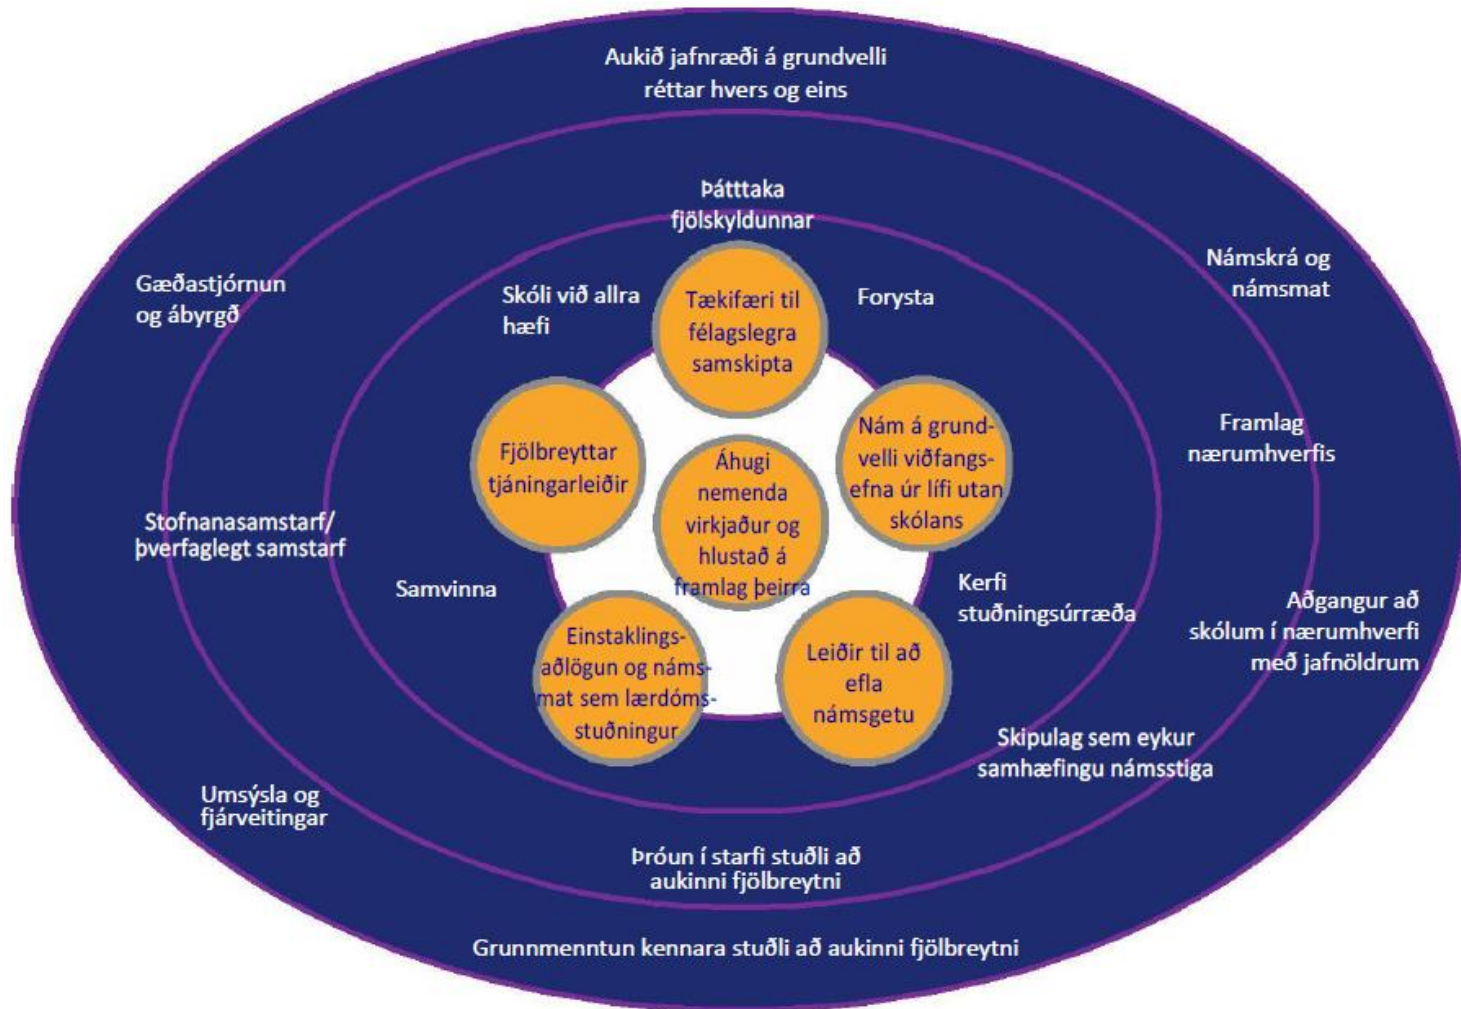 Aukið jafnræði á grundvelli
réttar hvers og eins
Þátttaka
fjölskyldunnar
Gæðastjórnun
og ábyrgð
Skóli við allra
hæfi
Tækifæri til
félagslegra
samskipta
Forysta
Námskrá og
námsmat
Fjölbreyttar
tjáningarleiðir
Áhugi
nemenda
virkjaður og
hlustað á
framlag þeirra
Nám á grund-
velli viðfangs-
efna úr lífi utan
skólans
Framlag
nærumhverfis
Stofnanasamstarf/
þverfaglegt samstarf
Samvinna
Kerfi
stuðningsúrræða
Aðgangur að
skólum í nærumhverfi
með jafnöldrum
Einstaklings-
aðlögun og náms-
mat sem lærdóms-
stuðningur
Leiðir til að
efla
námsgetu
Skipulag sem eykur
samhæfingu námsstiga
Umsýsla og
fjárveitingar
Þróun í starfi stuðli að
aukinni fjölbreytni
Grunnmenntun kennara stuðli að aukinni fjölbreytni